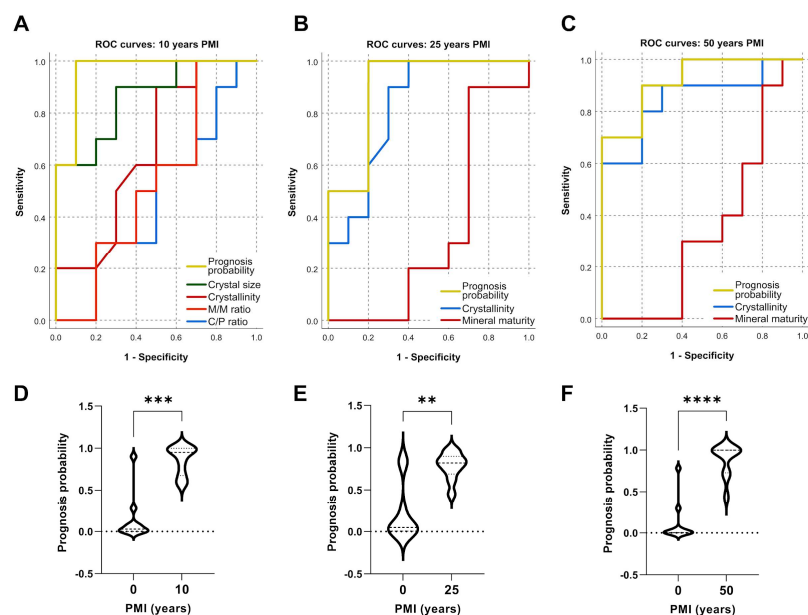 A
ROC curves: 10 years PMI
1.0
0.8
0.6
0.4
0.2
0.0
Sensitivity
Prognosis
probability
Crystal size
Crystallinity
M/M ratio
C/P ratio
0.0 0.2 0.4 0.6 0.8 1.0
1 - Specificity
B
ROC curves: 25 years PMI
1.0
0.8
0.6
0.4
0.2
0.0
Sensitivity
Prognosis
probability
Crystallinity
Mineral maturity
0.0 0.2 0.4 0.6 0.8 1.0
1 - Specificity
C
ROC curves: 50 years PMI
1.0
0.8
0.6
0.4
0.2
0.0
Sensitivity
Prognosis
probability
Crystallinity
Mineral maturity
0.0 0.2 0.4 0.6 0.8 1.0
1 - Specificity
D
***
1.5
1.0
0.5
0.0
-0.5
Prognosis probability
0 10
PMI (years)
E
**
1.5
1.0
0.5
0.0
-0.5
Prognosis probability
0 25
PMI (years)
F
****
1.5
1.0
0.5
0.0
-0.5
Prognosis probability
0 50
PMI (years)